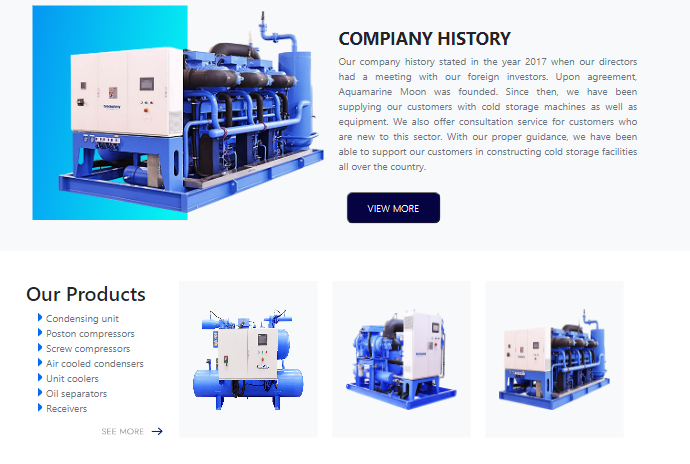 COMPIANY HISTORY
Our company history stated in the year 2017 when our directors
had a meeting with our foreign investors. Upon agreement,
Aquamarine Moon was founded. Since then, we have been
supplying our customers with cold storage machines as well as
equipment. We also offer consultation service for customers who
are new to this sector. With our proper guidance, we have been
able to support our customers in constructing cold storage facilities
all over the country.
VIEW MORE
Our Products
Condensing unit
Poston compressors
Screw compressors
Air cooled condensers
Unit coolers
Oil separators
Receivers
SEE MORE